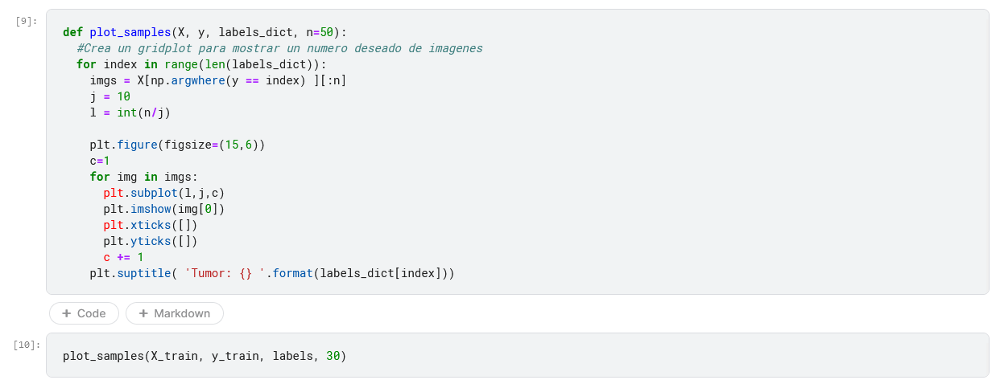 [9]:
def plot_samples(X, y, labels_dict, n=50):
  #Crea un gridplot para mostrar un numero deseado de imagenes
  for index in range(len(labels_dict)):
    imgs = X[np.argwhere(y == index) ][:n]
    j = 10
    l = int(n/j)

    plt.figure(figsize=(15,6))
    c=1
    for img in imgs:
      plt.subplot(l,j,c)
      plt.imshow(img[0])
      plt.xticks([])
      plt.yticks([])
      c += 1
    plt.suptitle( 'Tumor: {} '.format(labels_dict[index]))
+ Code + Markdown
[10]:
plot_samples(X_train, y_train, labels, 30)